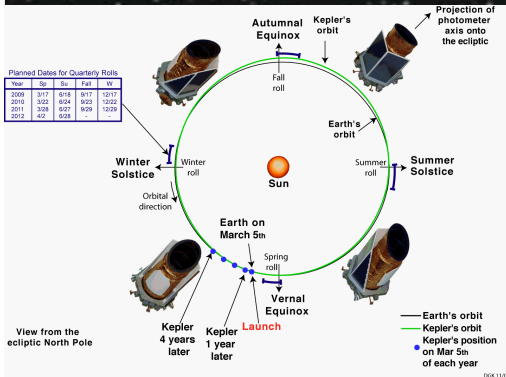 Projection of
photometer
axis onto
the ecliptic
Autumnal
Equinox
Kepler's
orbit
Fall
roll
Planned Dates for Quarterly Rolls
Year Sp Su Fall W
2009 3/17 6/18 9/17 12/17
2010 3/22 6/24 9/23 12/22
2011 3/28 6/27 9/29 12/29
2012 4/2 6/28 - -
Earth's
orbit
Winter
Solstice
Winter
roll
Sun
Summer
roll
Summer
Solstice
Orbital
direction
Earth on
March 5th
Spring
roll
Vernal
Equinox
Launch
Kepler
4 years
later
Kepler
1 year
later
View from the
ecliptic North Pole
Earth's orbit
Kepler's orbit
Kepler's position
on Mar 5th
of each year